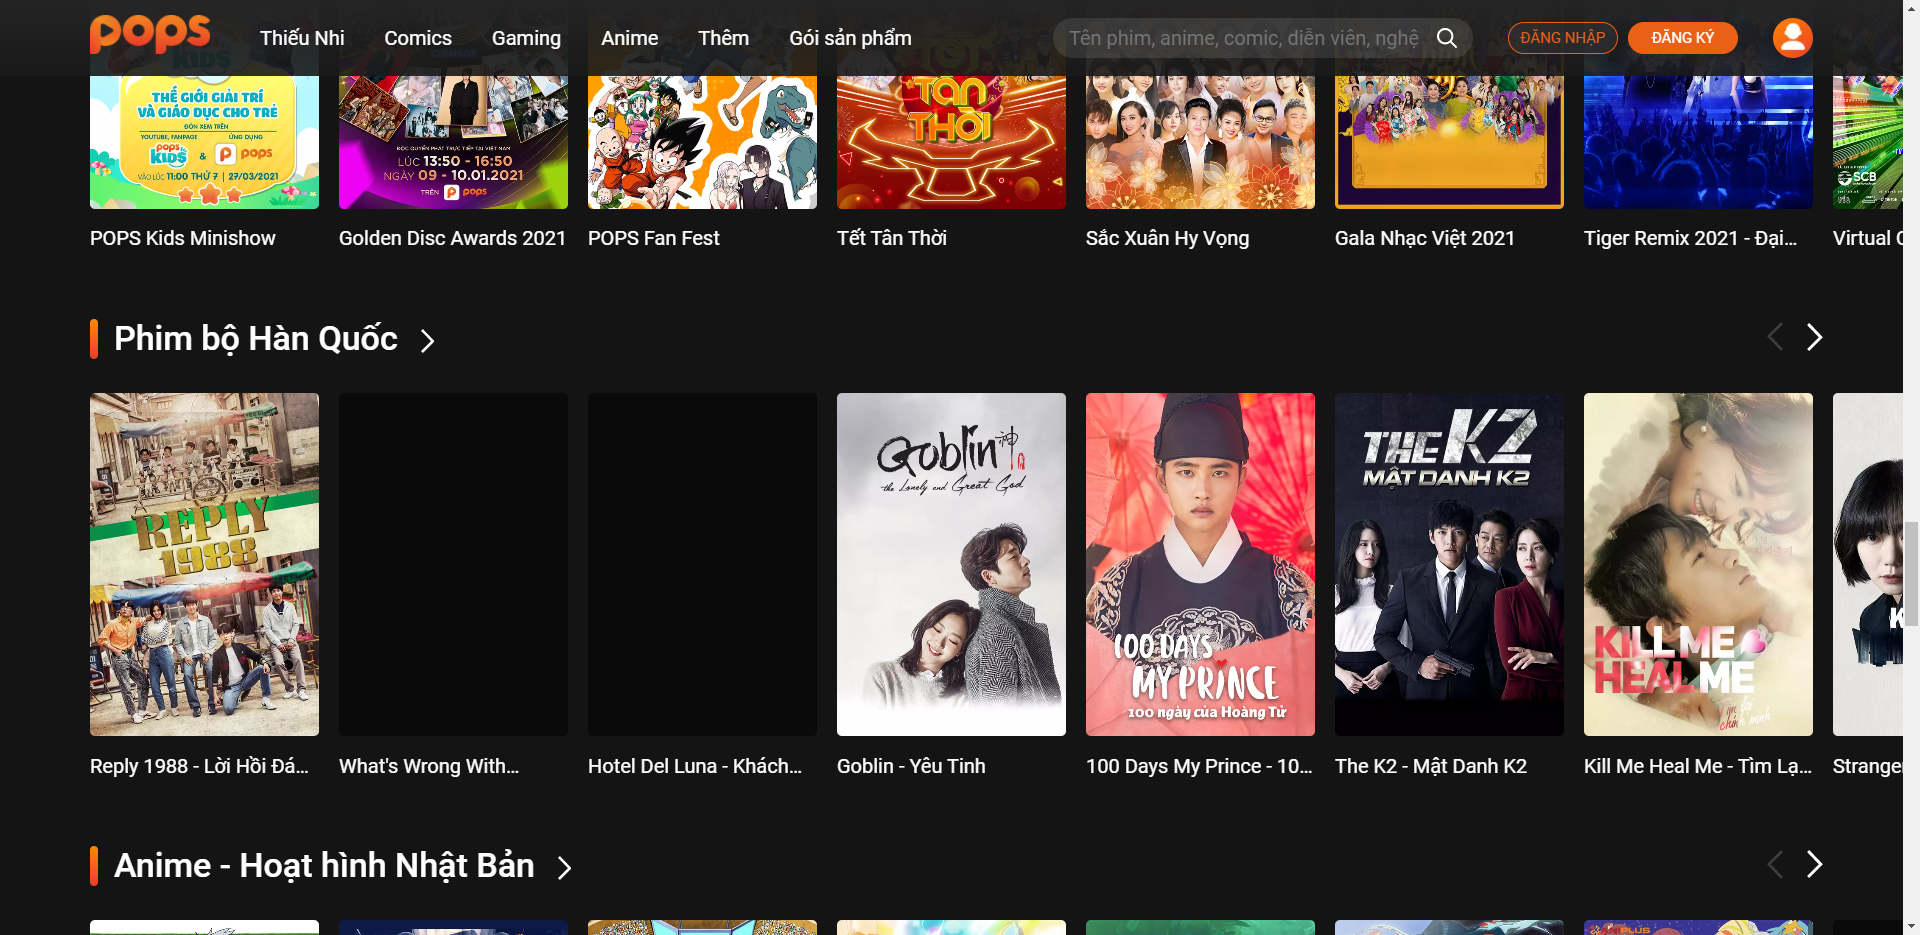 pops
Thiếu Nhi
Comics
Gaming
Anime
Thêm
Gói sản phẩm
Tên phim, anime, comic, diễn viên, nghệ
ĐĂNG NHẬP
ĐĂNG KÝ
KIDS
THẾ GIỚI GIẢI TRÍ
VÀ GIÁO DỤC CHO TRẺ
ĐÓN XEM TRÊN
YOUTUBE, FANPAGE
ỨNG DỤNG
pops KIDS & P pops
VÀO LÚC 11:00 THỨ 7 | 27/03/2021
ĐỘC QUYỀN PHÁT TRỰC TIẾP TẠI VIỆT NAM
LÚC 13:50 - 16:50
NGÀY 09 - 10.01.2021
TRÊN P pops
TÂN
THỜI
SCB
POPS Kids Minishow
Golden Disc Awards 2021
POPS Fan Fest
Tết Tân Thời
Sắc Xuân Hy Vọng
Gala Nhạc Việt 2021
Tiger Remix 2021 - Đại...
Virtual
Phim bộ Hàn Quốc
REPLY
1988
Goblin
the Lonely and Great God
100 DAYS
MY PRINCE
100 ngày của Hoàng Tử
THE K2
MẬT DANH K2
KILL ME
HEAL ME
Reply 1988 - Lời Hồi Đá...
What's Wrong With...
Hotel Del Luna - Khách...
Goblin - Yêu Tinh
100 Days My Prince - 10...
The K2 - Mật Danh K2
Kill Me Heal Me - Tìm Lạ...
Stranger
Anime - Hoạt hình Nhật Bản